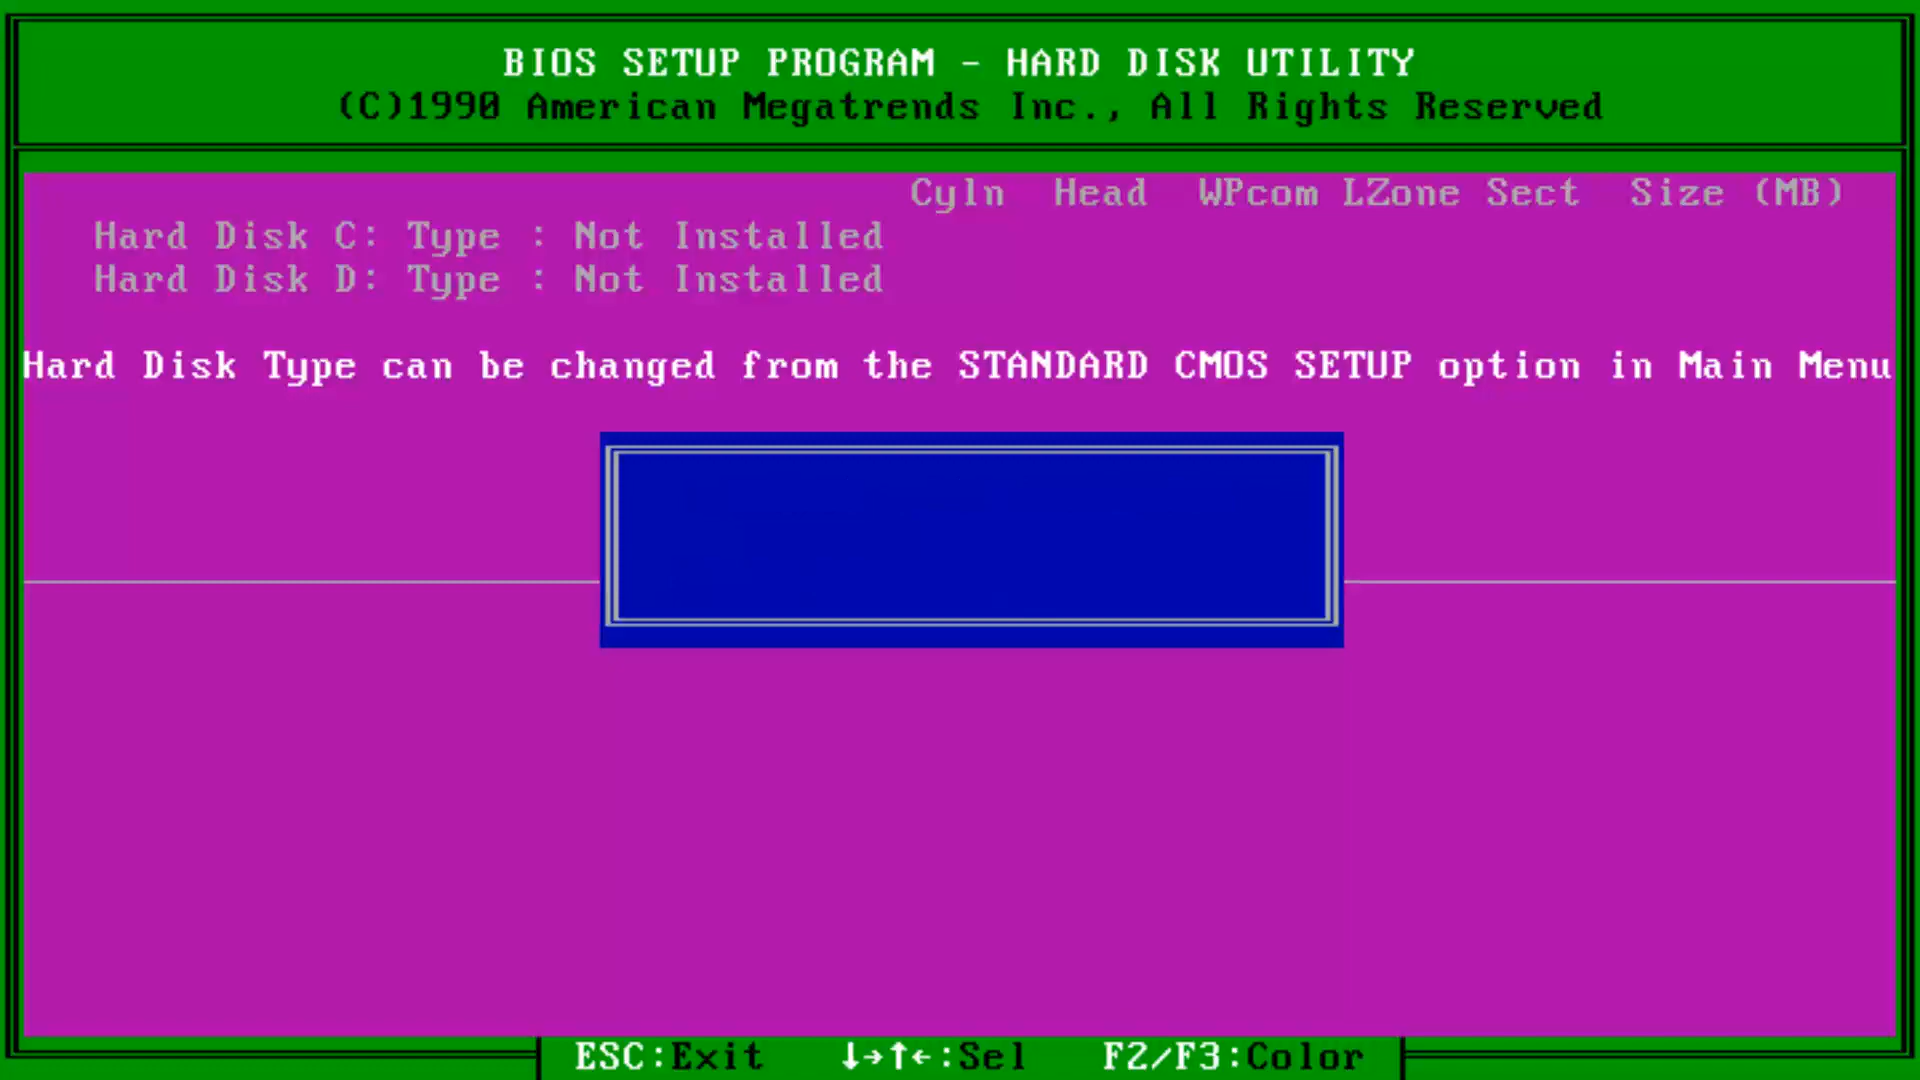 BIOS SETUP PROGRAM - HARD DISK UTILITY
(C)1990 American Megatrends Inc., All Rights Reserved
Cyln Head WPcom LZone Sect Size (MB)
Hard Disk C: Type : Not Installed
Hard Disk D: Type : Not Installed
Hard Disk Type can be changed from the STANDARD CMOS SETUP option in Main Menu
ESC:Exit ↓→↑←:Sel F2/F3:Color